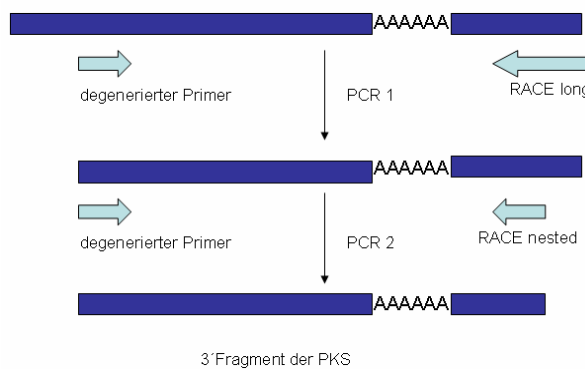 AAAAAA
degenerierter Primer
PCR 1
RACE long
AAAAAA
degenerierter Primer
PCR 2
RACE nested
AAAAAA
3´Fragment der PKS